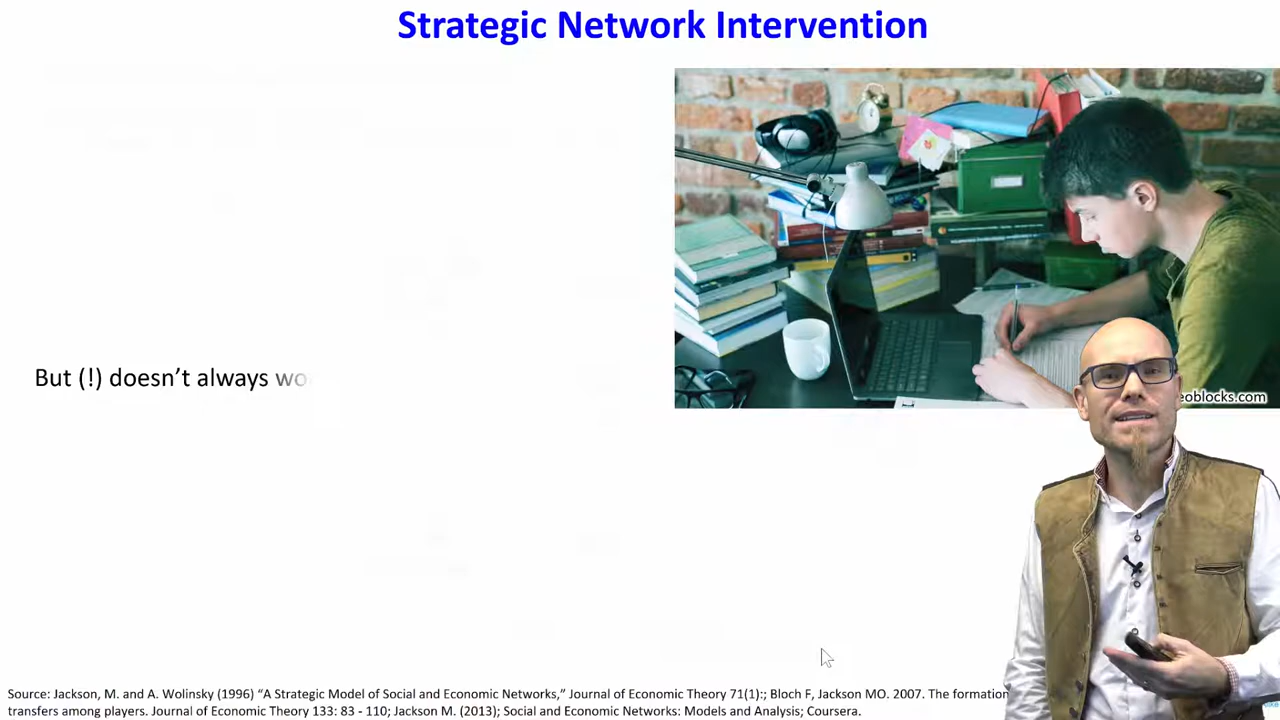 Strategic Network Intervention
But (!) doesn’t always
eoblocks.com
Source: Jackson, M. and A. Wolinsky (1996) “A Strategic Model of Social and Economic Networks,” Journal of Economic Theory 71(1):; Bloch F, Jackson MO. 2007. The formation
transfers among players. Journal of Economic Theory 133: 83 - 110; Jackson M. (2013); Social and Economic Networks: Models and Analysis; Coursera.